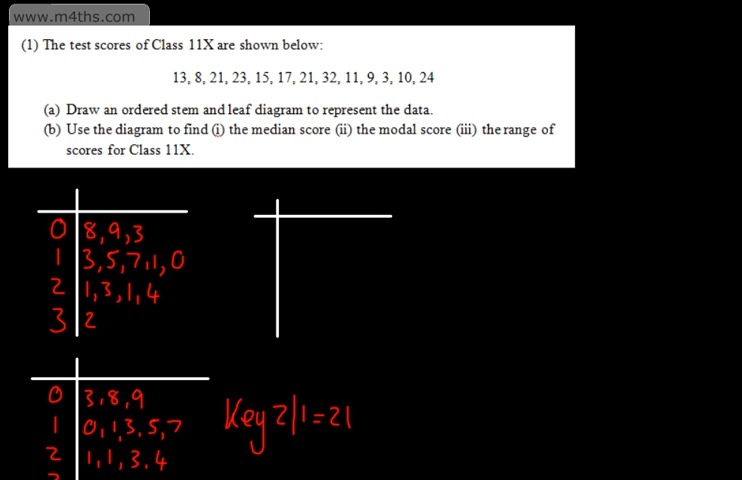 www.m4ths.com
(1) The test scores of Class 11X are shown below:
13, 8, 21, 23, 15, 17, 21, 32, 11, 9, 3, 10, 24
(a) Draw an ordered stem and leaf diagram to represent the data.
(b) Use the diagram to find (i) the median score (ii) the modal score (iii) the range of
scores for Class 11X.
0 8, 9, 3
1 3, 5, 7, 1, 0
2 1, 3, 1, 4
3 2
0 3, 8, 9
1 0, 1, 3, 5, 7
2 1, 1, 3, 4
Key 2|1 = 21